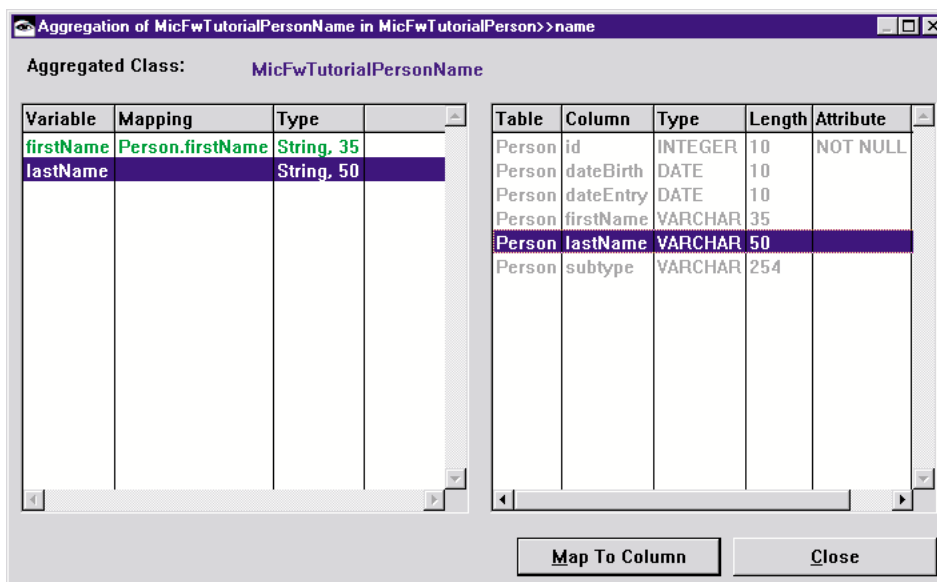 Aggregation of MicFwTutorialPersonName in MicFwTutorialPerson>>name
Aggregated Class: MicFwTutorialPersonName
Variable Mapping Type
firstName Person.firstName String, 35
lastName String, 50
Table Column Type Length Attribute
Person id INTEGER 10 NOT NULL
Person dateBirth DATE 10
Person dateEntry DATE 10
Person firstName VARCHAR 35
Person lastName VARCHAR 50
Person subtype VARCHAR 254
Map To Column Close